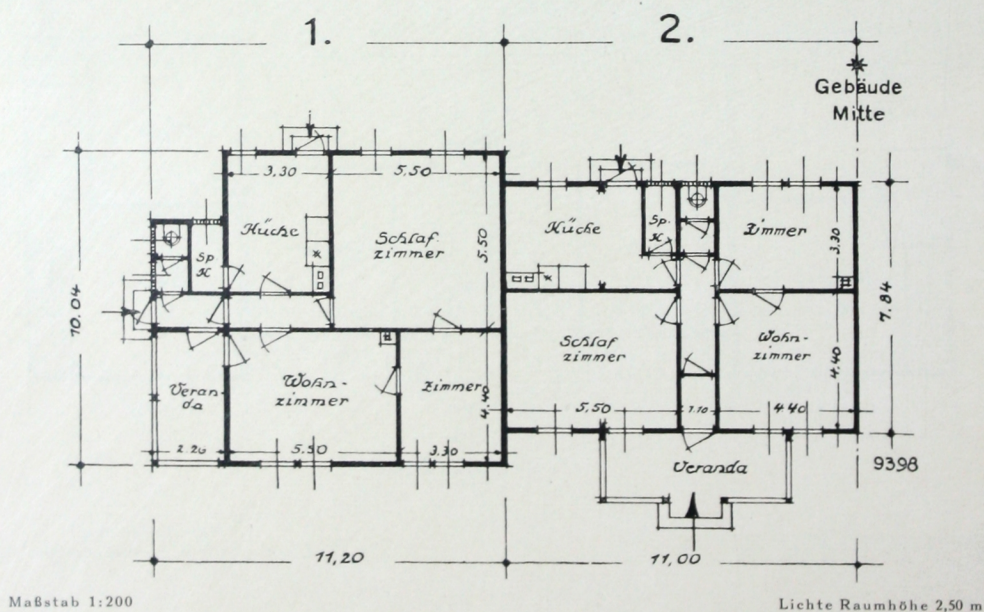 1.
2.
Gebäude
Mitte
3,30
5.50
Küche
Schlaf
zimmer
5,50
Sp
K
10.04
Veran-
da
2.20
Wohn-
zimmer
5.50
Zimmer
3.30
4.40
Küche
Sp.
K
Zimmer
3.30
7.84
Schlaf
zimmer
Wohn-
zimmer
4.40
5.50
1.10
4.40
Veranda
9398
11,20
11,00
Maßstab 1:200
Lichte Raumhöhe 2,50 m